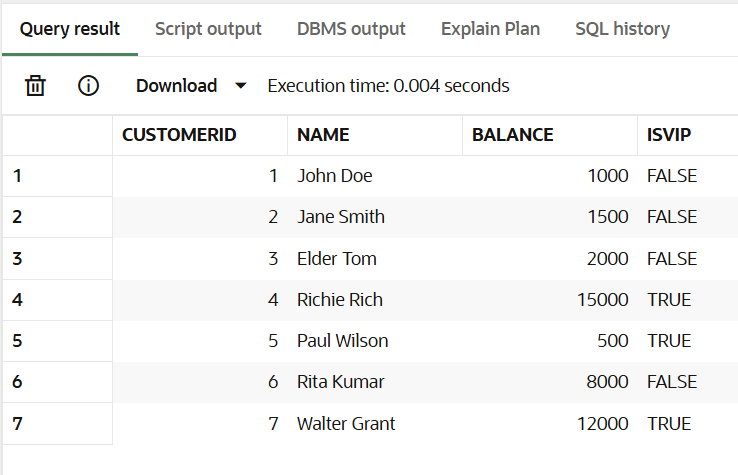 Query result Script output DBMS output Explain Plan SQL history
Download Execution time: 0.004 seconds
CUSTOMERID NAME BALANCE ISVIP
1 1 John Doe 1000 FALSE
2 2 Jane Smith 1500 FALSE
3 3 Elder Tom 2000 FALSE
4 4 Richie Rich 15000 TRUE
5 5 Paul Wilson 500 TRUE
6 6 Rita Kumar 8000 FALSE
7 7 Walter Grant 12000 TRUE